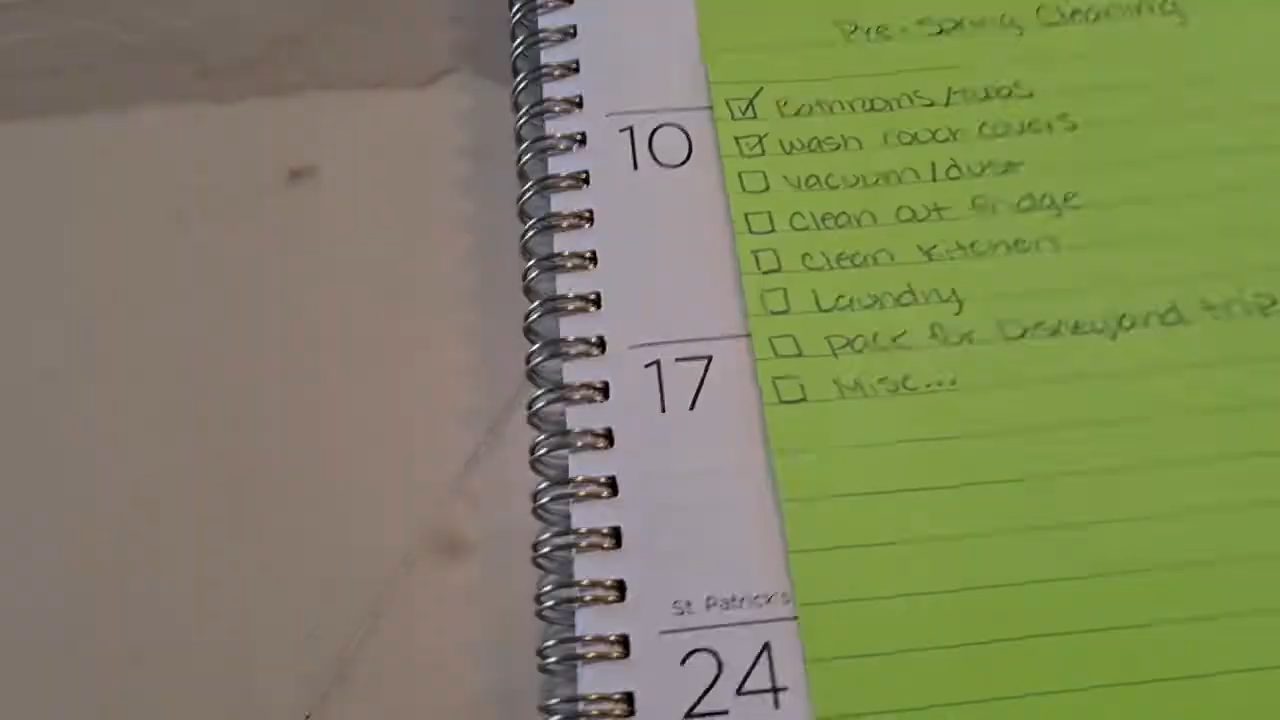 Pre-Spring Cleaning
Bathrooms/tubs
10
wash couch covers
vacuum/dust
Clean out fridge
Clean Kitchen
Laundry
17
pack for Disneyland trip
Misc...
St Patrick's
24